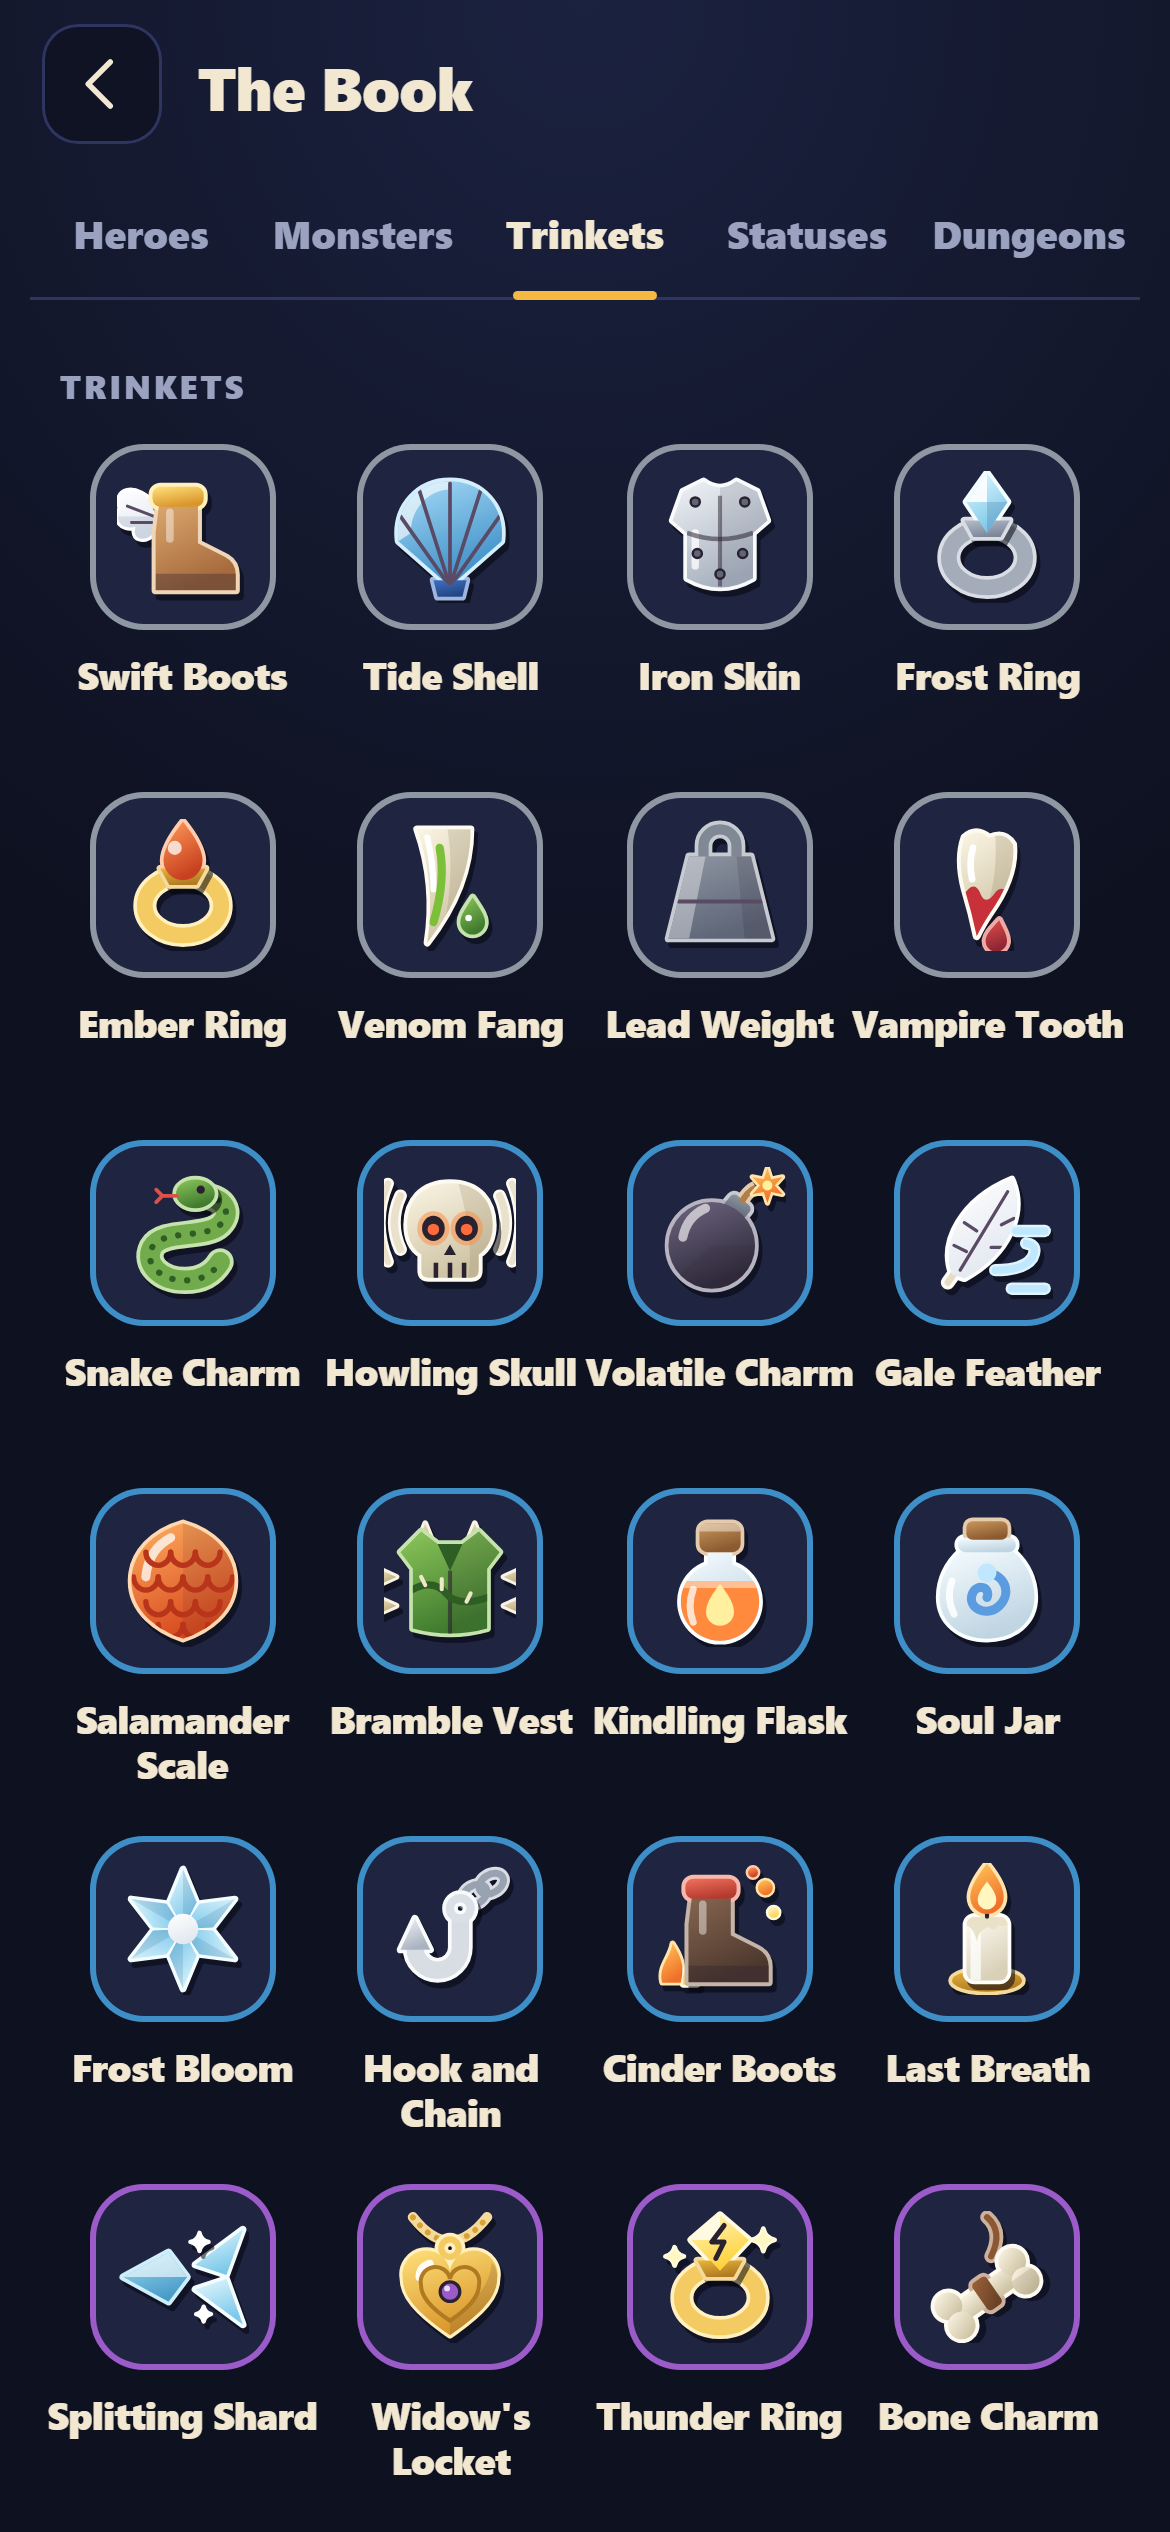 The Book
Heroes Monsters Trinkets Statuses Dungeons
TRINKETS
Swift Boots Tide Shell Iron Skin Frost Ring
Ember Ring Venom Fang Lead Weight Vampire Tooth
Snake Charm Howling Skull Volatile Charm Gale Feather
Salamander Scale Bramble Vest Kindling Flask Soul Jar
Frost Bloom Hook and Chain Cinder Boots Last Breath
Splitting Shard Widow's Locket Thunder Ring Bone Charm